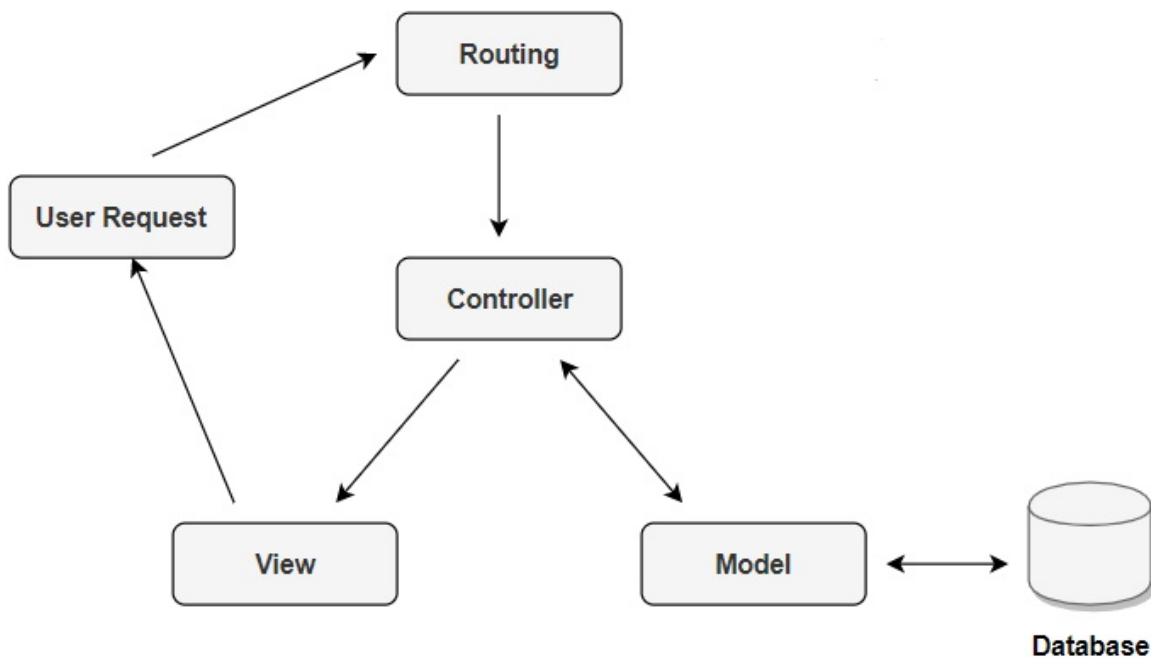 Routing
User Request
Controller
View
Model
Database